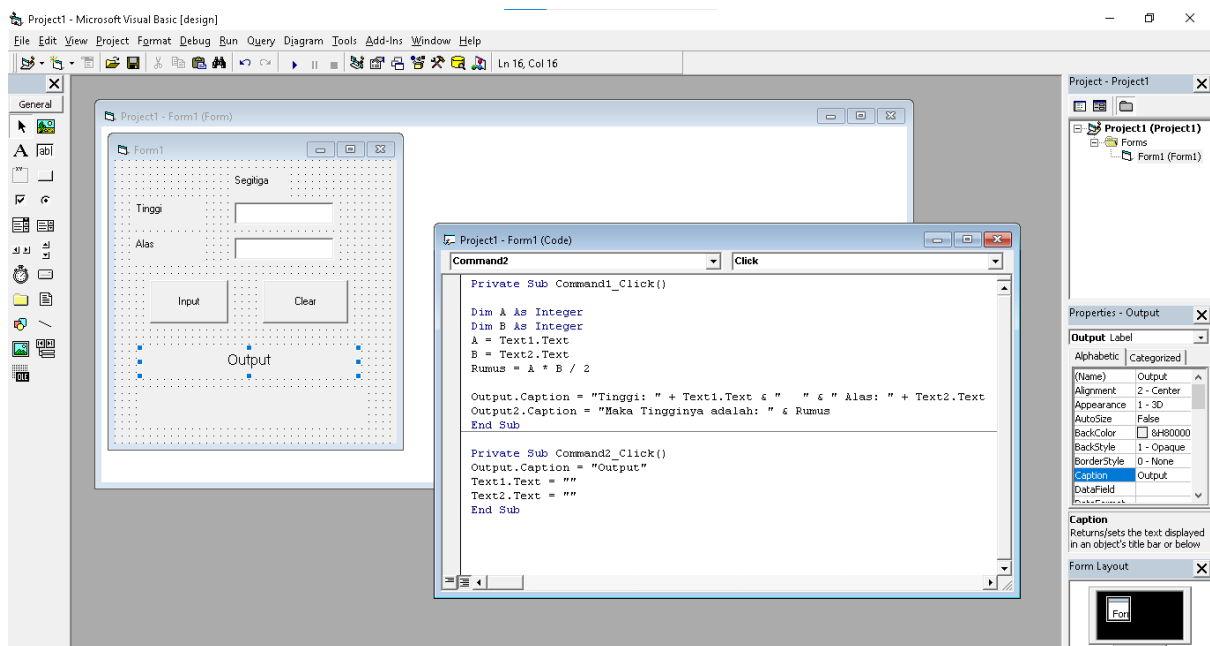 Project1 - Microsoft Visual Basic [design]
File Edit View Project Format Debug Run Query Diagram Tools Add-Ins Window Help
Ln 16, Col 16
General
Project1 - Form1 (Form)
Form1
Segitiga
Tinggi
Alas
Input Clear
Output
Project1 - Form1 (Code)
Command2 Click
Private Sub Command1_Click()
Dim A As Integer
Dim B As Integer
A = Text1.Text
B = Text2.Text
Rumus = A * B / 2
Output.Caption = "Tinggi: " + Text1.Text & "   " & " Alas: " + Text2.Text
Output2.Caption = "Maka Tingginya adalah: " & Rumus
End Sub
Private Sub Command2_Click()
Output.Caption = "Output"
Text1.Text = ""
Text2.Text = ""
End Sub
Project - Project1
Project1 (Project1)
Forms
Form1 (Form1)
Properties - Output
Output Label
Alphabetic Categorized
(Name) Output
Alignment 2 - Center
Appearance 1 - 3D
AutoSize False
BackColor &H80000
BackStyle 1 - Opaque
BorderStyle 0 - None
Caption Output
DataField
Caption
Returns/sets the text displayed
in an object's title bar or below
Form Layout